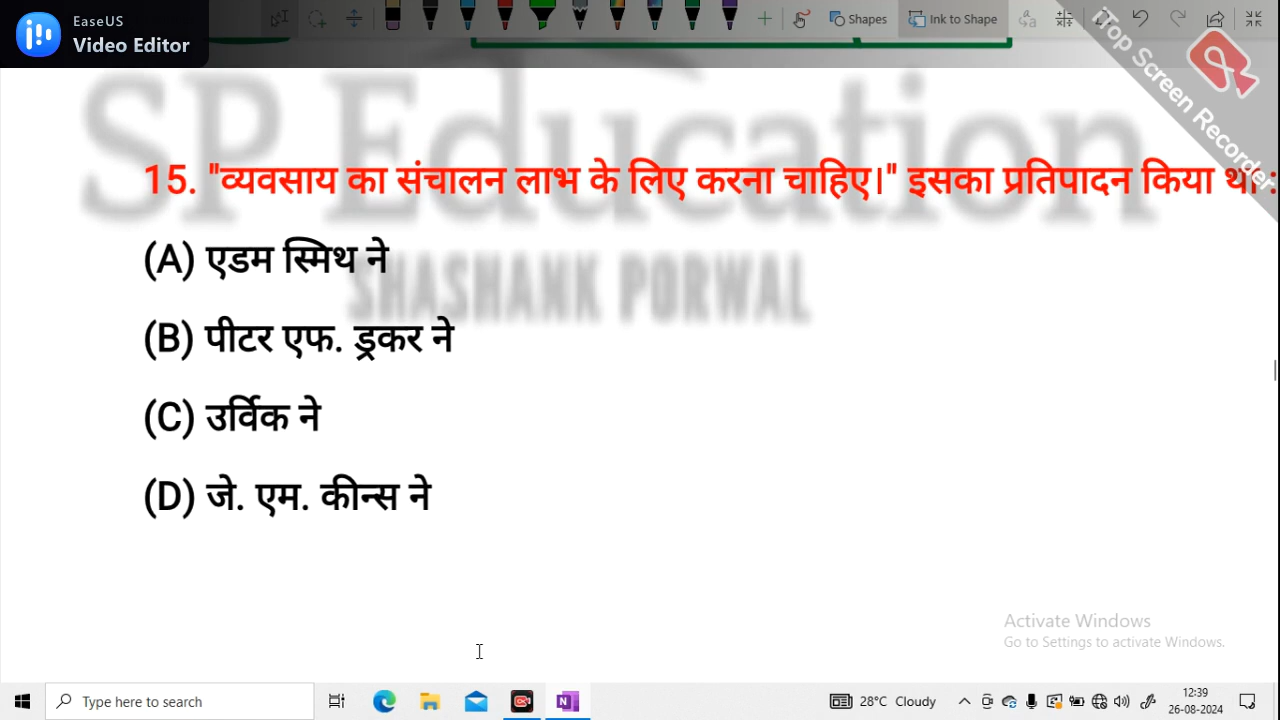 EaseUS
Video Editor
Shapes
Ink to Shape
Top Screen Recorder
SP Education
SHASHANK PORWAL
15. "व्यवसाय का संचालन लाभ के लिए करना चाहिए।" इसका प्रतिपादन किया था :
(A) एडम स्मिथ ने
(B) पीटर एफ. ड्रकर ने
(C) उर्विक ने
(D) जे. एम. कीन्स ने
Activate Windows
Go to Settings to activate Windows.
Type here to search
28°C Cloudy
12:39
26-08-2024